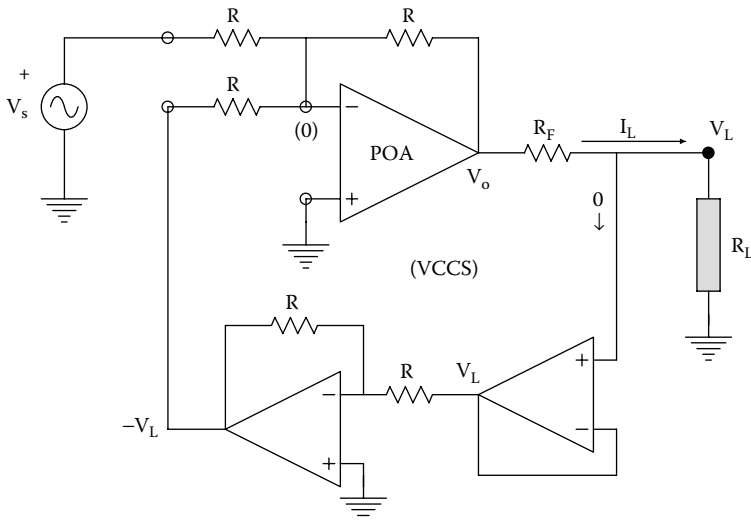 R
R
+
V_s
R
(0)
−
POA
+
V_o
R_F
I_L
V_L
0
↓
R_L
(VCCS)
R
R
V_L
+
−
−V_L
−
+